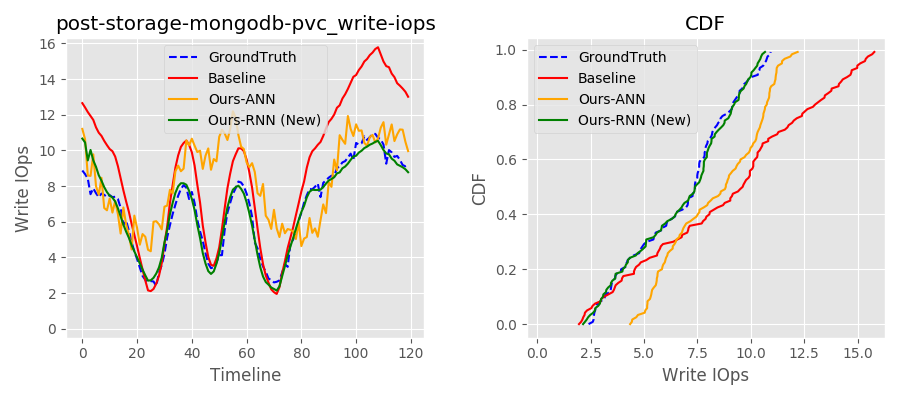 post-storage-mongodb-pvc_write-iops
GroundTruth
Baseline
Ours-ANN
Ours-RNN (New)
16
14
12
10
8
6
4
2
0
Write IOps
0
20
40
60
80
100
120
Timeline
CDF
GroundTruth
Baseline
Ours-ANN
Ours-RNN (New)
1.0
0.8
0.6
0.4
0.2
0.0
CDF
0.0
2.5
5.0
7.5
10.0
12.5
15.0
Write IOps